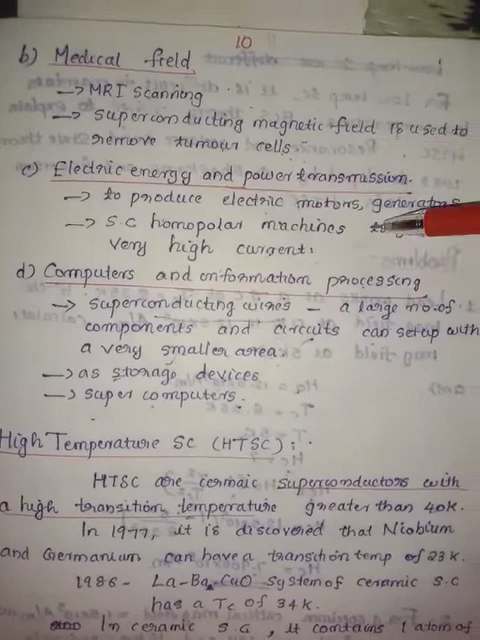 10
b) Medical field
→ MRI scanning
→ superconducting magnetic field is used to
remove tumour cells
c) Electric energy and power transmission.
→ to produce electric motors, generators
→ S.C homopolar machines
very high current.
d) Computers and information processing
→ superconducting wires - a large no.of
components and circuits can setup with
a very smaller area.
→ as storage devices
→ super computers.
High Temperature SC (HTSC):
HTSC are cermaic superconductors with
a high transition temperature greater than 40K.
In 1977, it is discovered that Niobium
and Germanium can have a transition temp of 23K.
1986- La-Ba-CuO system of ceramic S.C
has a Tc of 34K.
In ceramic S.C, it contains 1 atom of